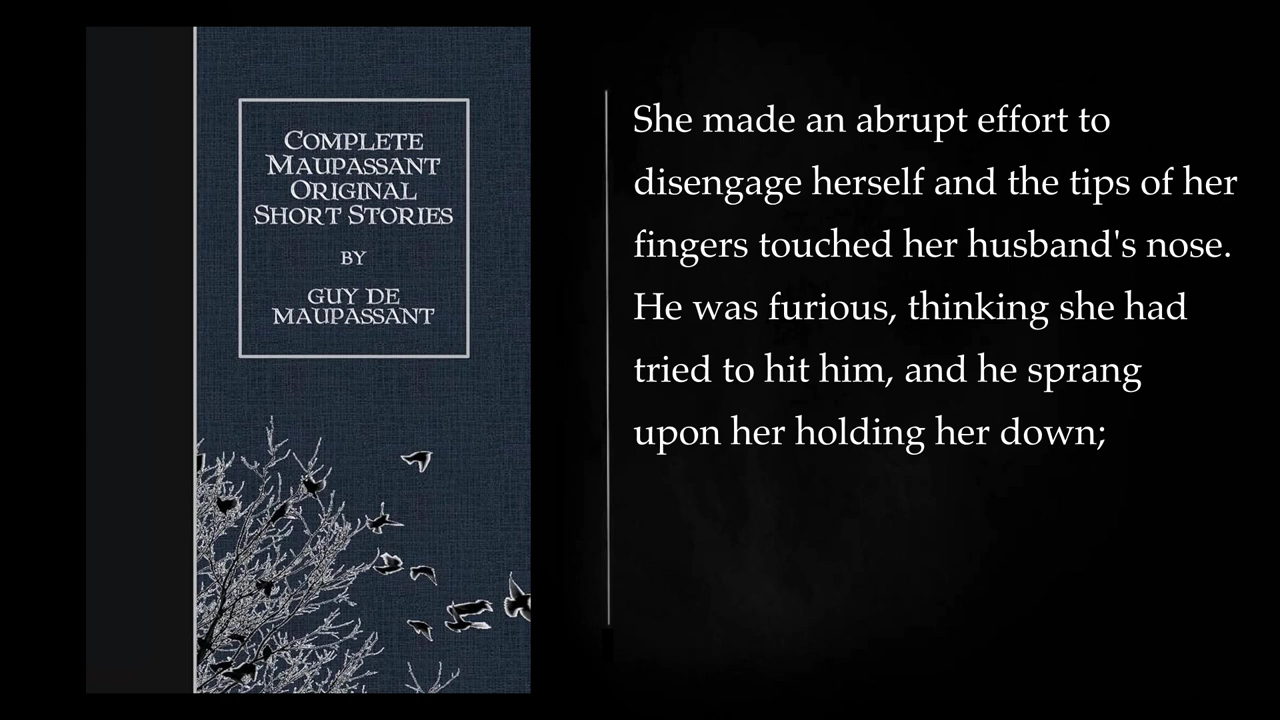 COMPLETE
MAUPASSANT
ORIGINAL
SHORT STORIES
BY
GUY DE
MAUPASSANT
She made an abrupt effort to
disengage herself and the tips of her
fingers touched her husband's nose.
He was furious, thinking she had
tried to hit him, and he sprang
upon her holding her down;